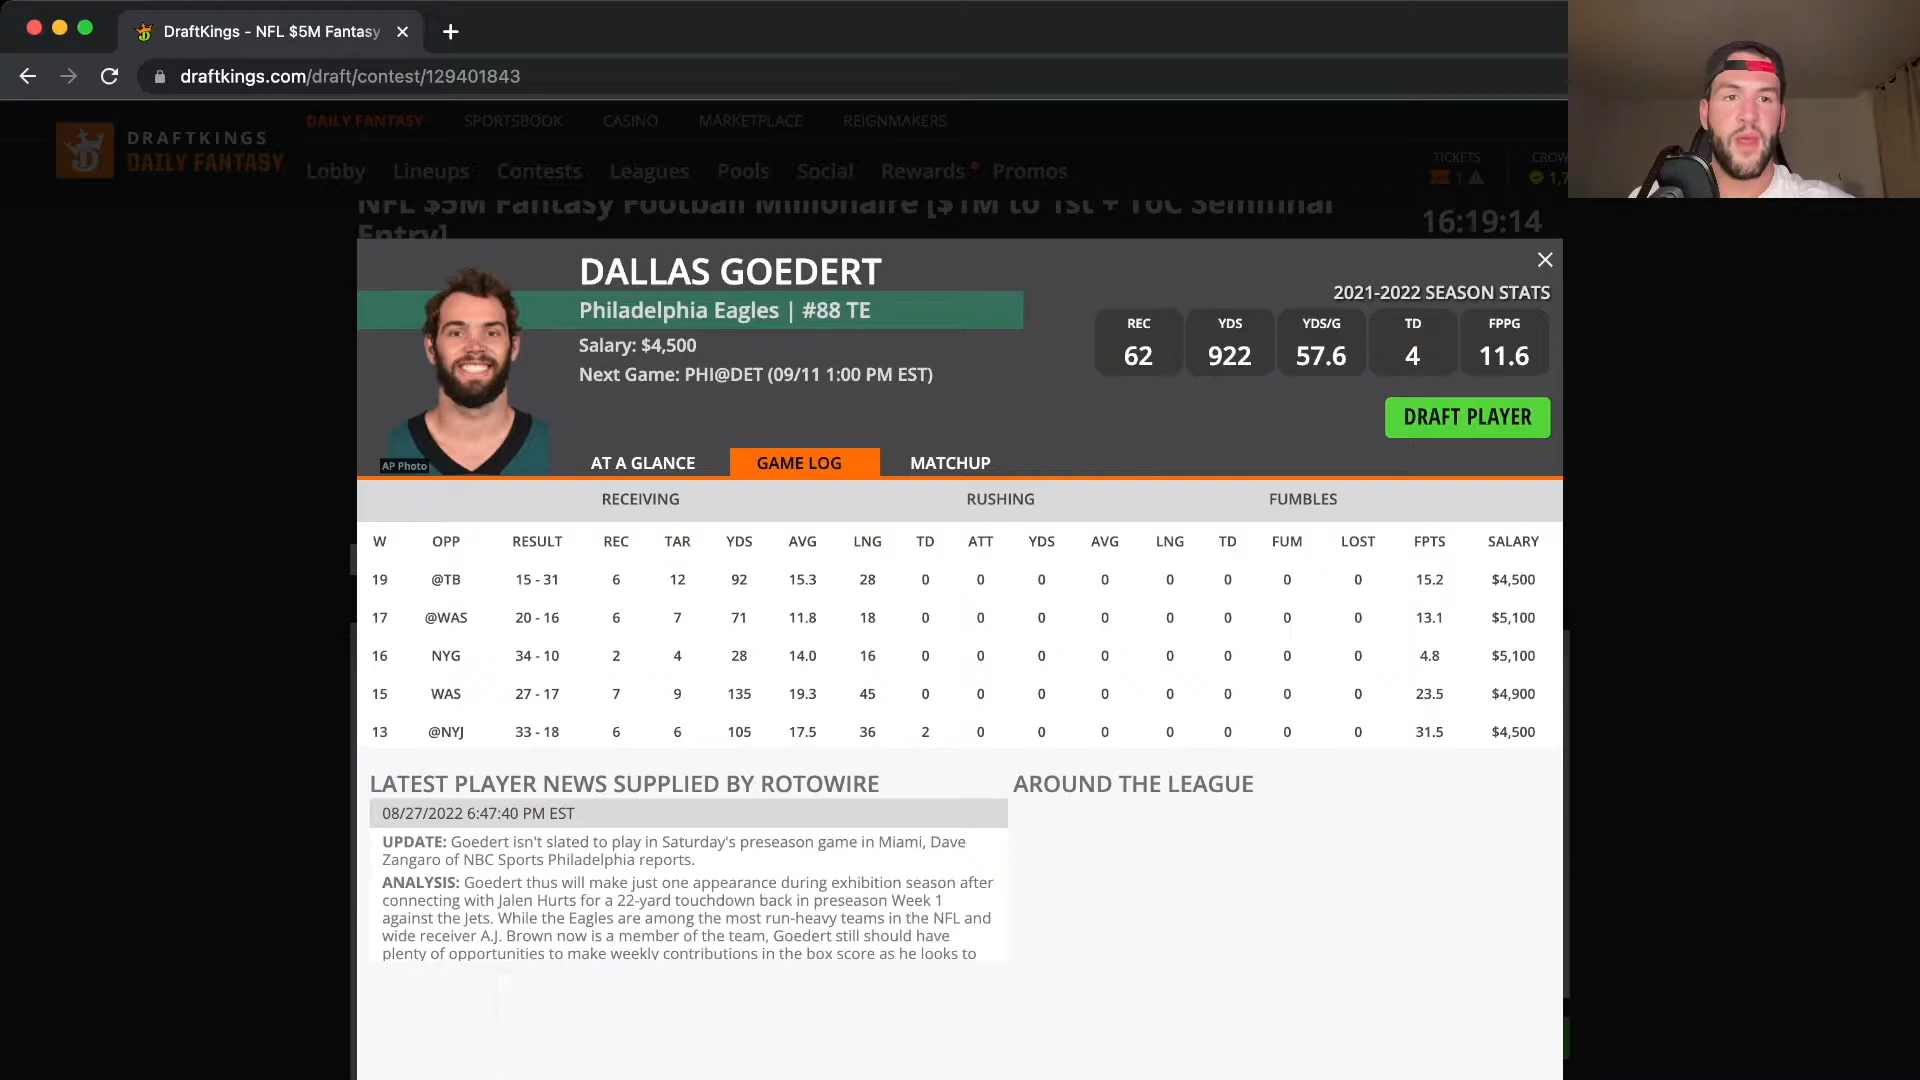 DraftKings - NFL $5M Fantasy
draftkings.com/draft/contest/129401843
DRAFTKINGS
DAILY FANTASY
DAILY FANTASY SPORTSBOOK CASINO MARKETPLACE REIGNMAKERS
Lobby Lineups Contests Leagues Pools Social Rewards Promos
TICKETS
1
NFL $5M Fantasy Football Millionaire [$1M to 1st + ToC Semifinal
Entry]
16:19:14
DALLAS GOEDERT
Philadelphia Eagles | #88 TE
Salary: $4,500
Next Game: PHI@DET (09/11 1:00 PM EST)
AP Photo
2021-2022 SEASON STATS
REC YDS YDS/G TD FPPG
62 922 57.6 4 11.6
DRAFT PLAYER
AT A GLANCE GAME LOG MATCHUP
RECEIVING RUSHING FUMBLES
W OPP RESULT REC TAR YDS AVG LNG TD ATT YDS AVG LNG TD FUM LOST FPTS SALARY
19 @TB 15 - 31 6 12 92 15.3 28 0 0 0 0 0 0 0 0 15.2 $4,500
17 @WAS 20 - 16 6 7 71 11.8 18 0 0 0 0 0 0 0 0 13.1 $5,100
16 NYG 34 - 10 2 4 28 14.0 16 0 0 0 0 0 0 0 0 4.8 $5,100
15 WAS 27 - 17 7 9 135 19.3 45 0 0 0 0 0 0 0 0 23.5 $4,900
13 @NYJ 33 - 18 6 6 105 17.5 36 2 0 0 0 0 0 0 0 31.5 $4,500
LATEST PLAYER NEWS SUPPLIED BY ROTOWIRE
08/27/2022 6:47:40 PM EST
UPDATE: Goedert isn't slated to play in Saturday's preseason game in Miami, Dave
Zangaro of NBC Sports Philadelphia reports.
ANALYSIS: Goedert thus will make just one appearance during exhibition season after
connecting with Jalen Hurts for a 22-yard touchdown back in preseason Week 1
against the Jets. While the Eagles are among the most run-heavy teams in the NFL and
wide receiver A.J. Brown now is a member of the team, Goedert still should have
plenty of opportunities to make weekly contributions in the box score as he looks to
AROUND THE LEAGUE